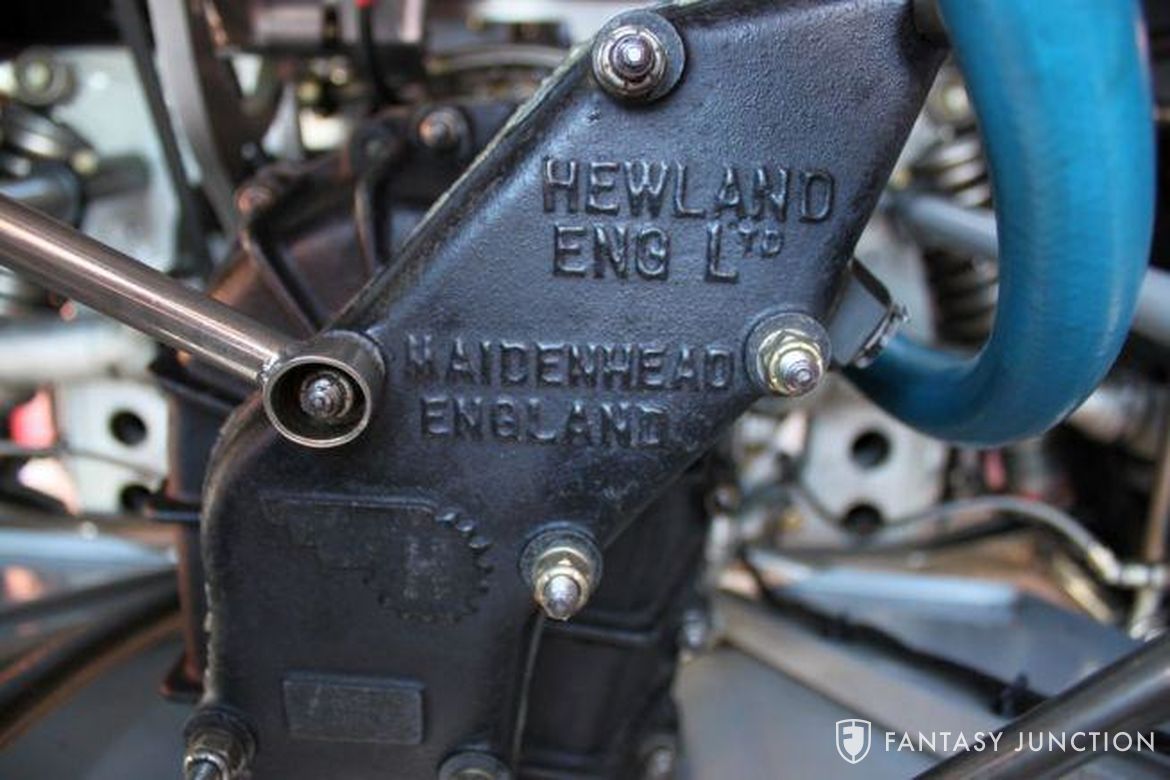 HEWLAND
ENG LTD
MAIDENHEAD
ENGLAND
FANTASY JUNCTION